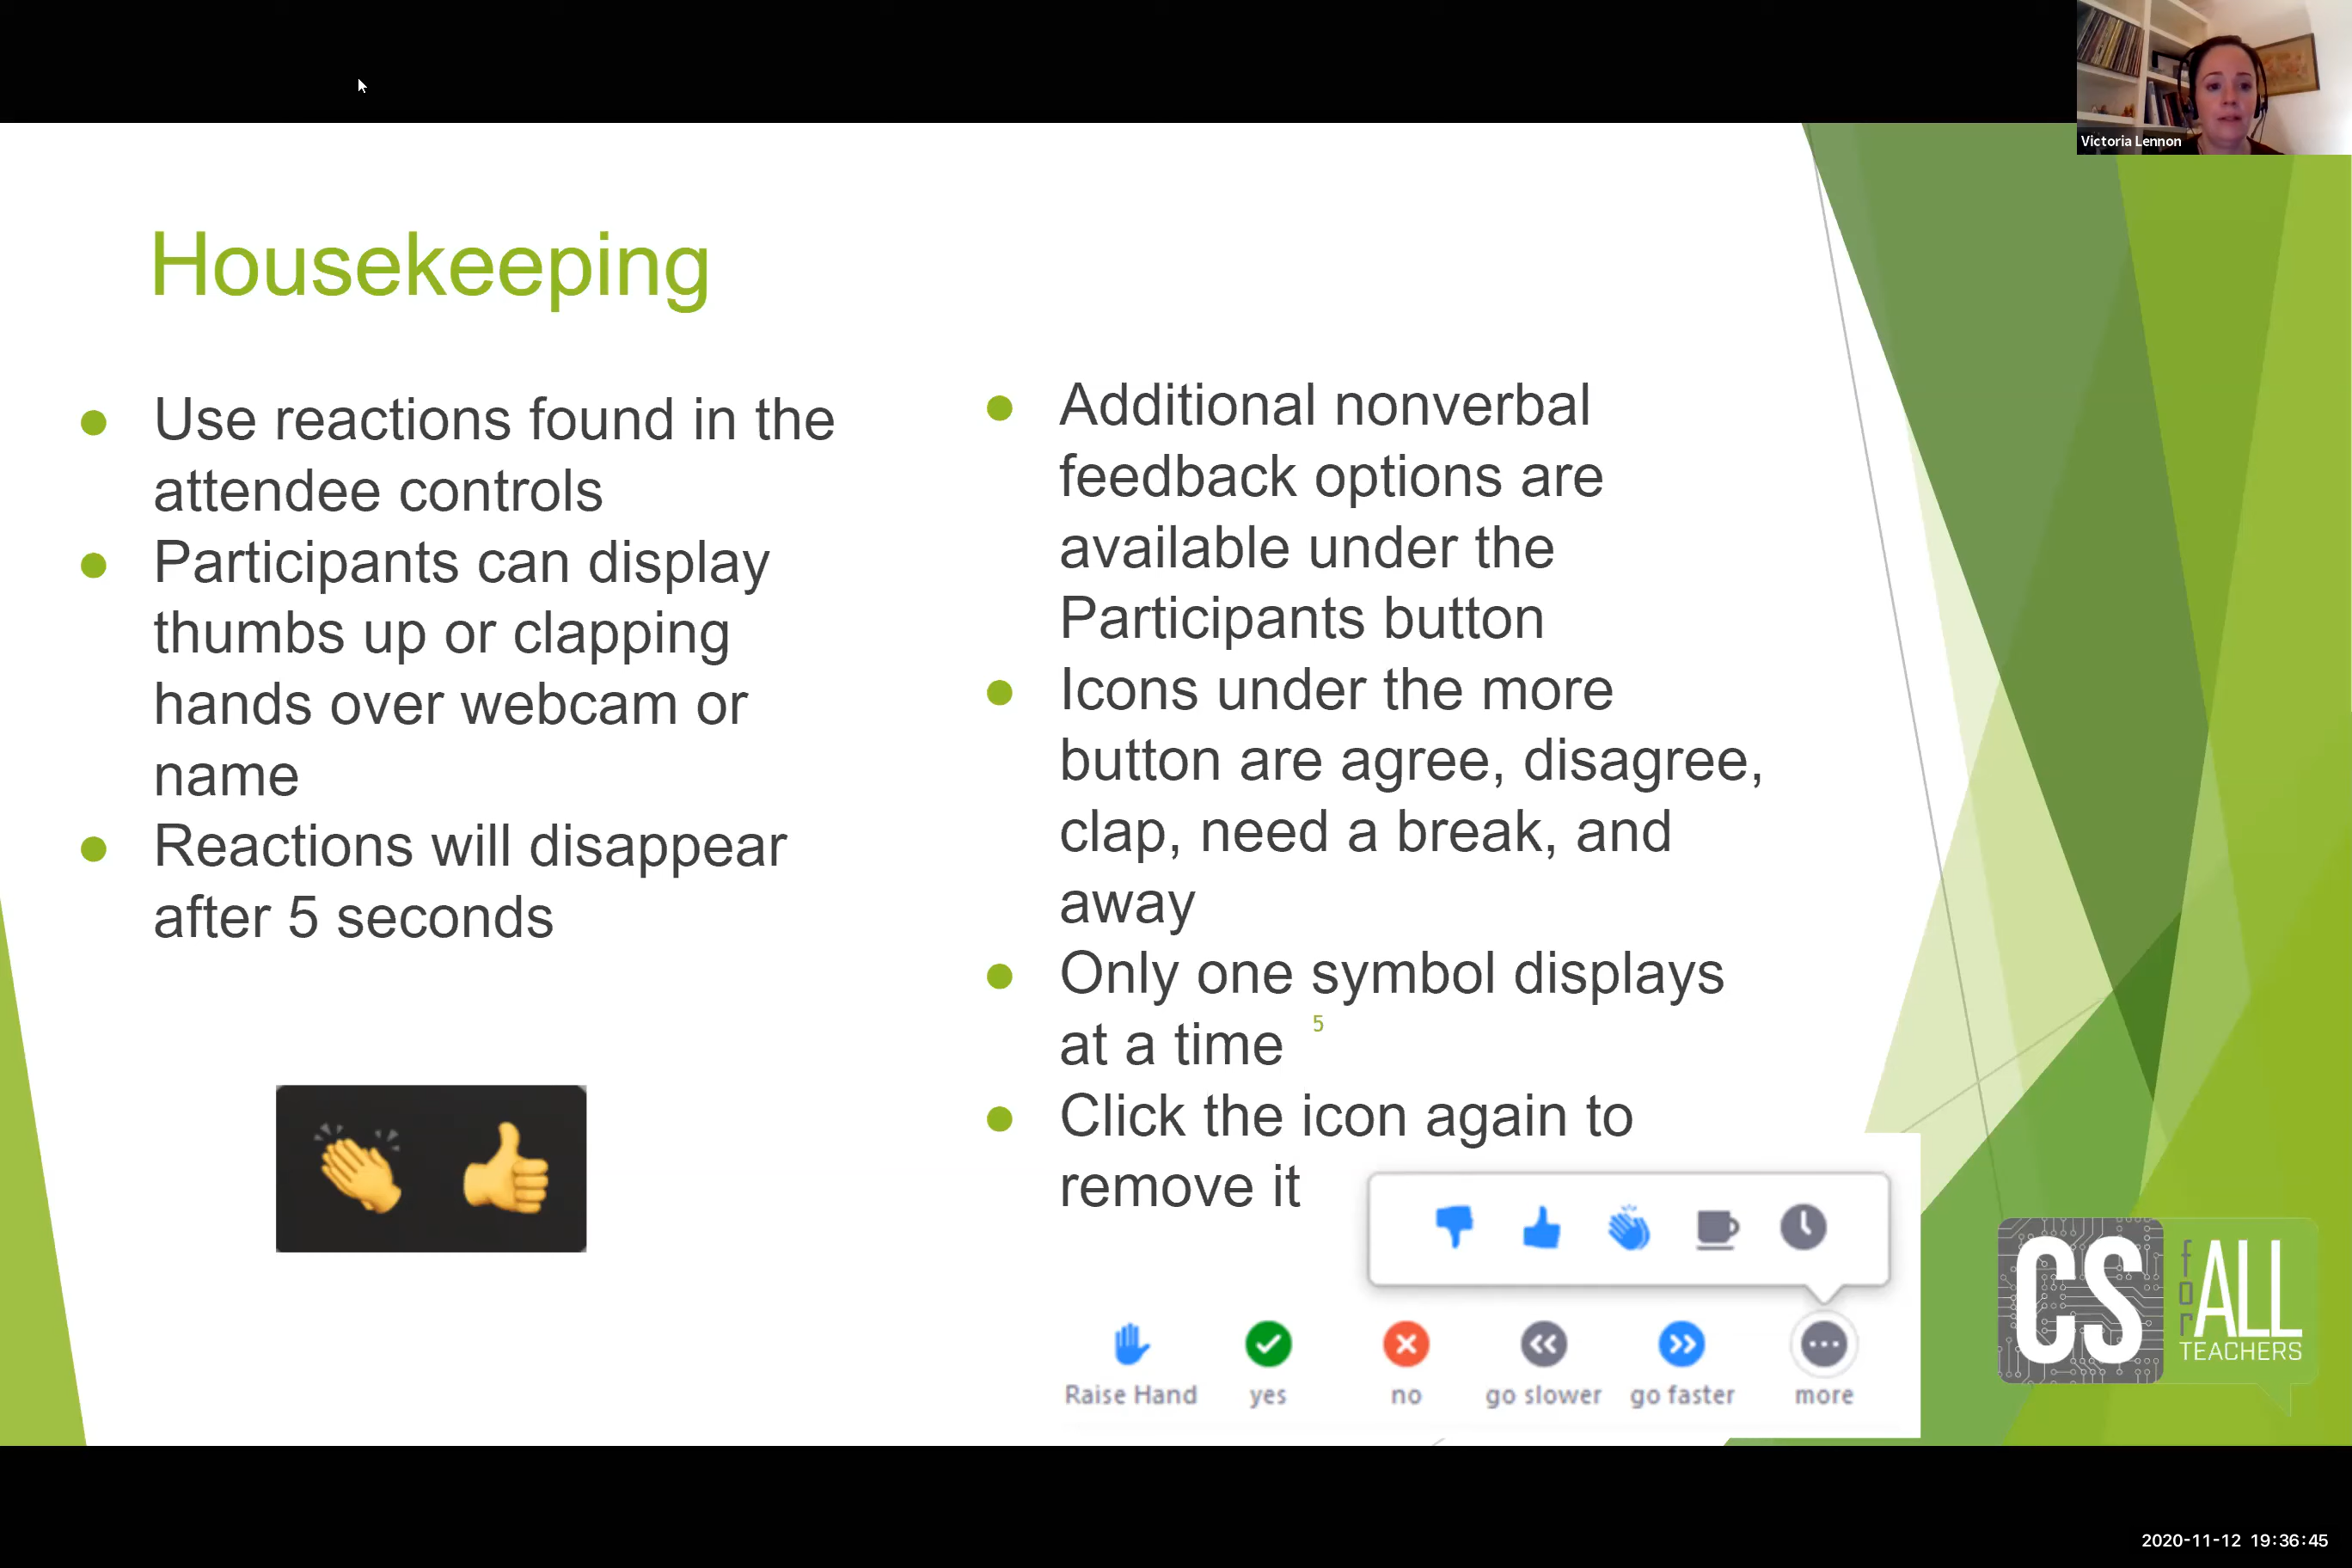 Victoria Lennon
Housekeeping
Use reactions found in the
attendee controls
Participants can display
thumbs up or clapping
hands over webcam or
name
Reactions will disappear
after 5 seconds
Additional nonverbal
feedback options are
available under the
Participants button
Icons under the more
button are agree, disagree,
clap, need a break, and
away
Only one symbol displays
at a time
5
Click the icon again to
remove it
Raise Hand yes no go slower go faster more
CS for ALL
TEACHERS
2020-11-12 19:36:45